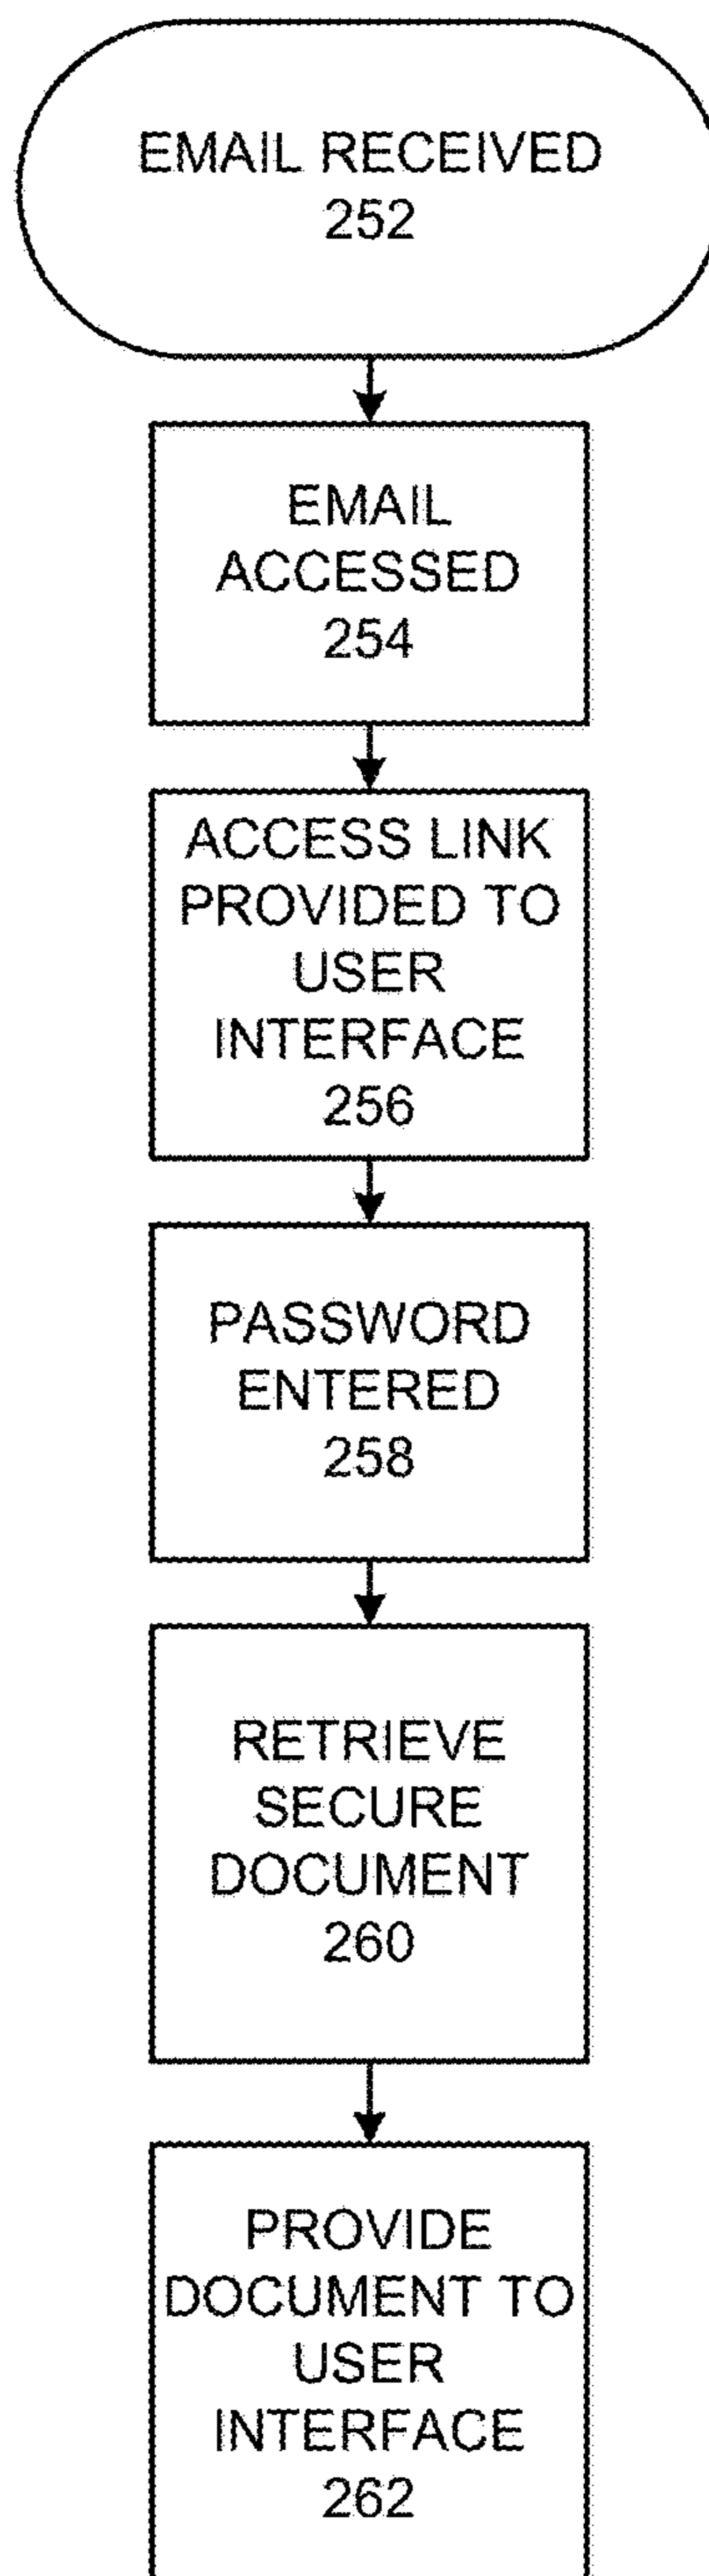 EMAIL RECEIVED
252
EMAIL
ACCESSED
254
ACCESS LINK
PROVIDED TO
USER
INTERFACE
256
PASSWORD
ENTERED
258
RETRIEVE
SECURE
DOCUMENT
260
PROVIDE
DOCUMENT TO
USER
INTERFACE
262